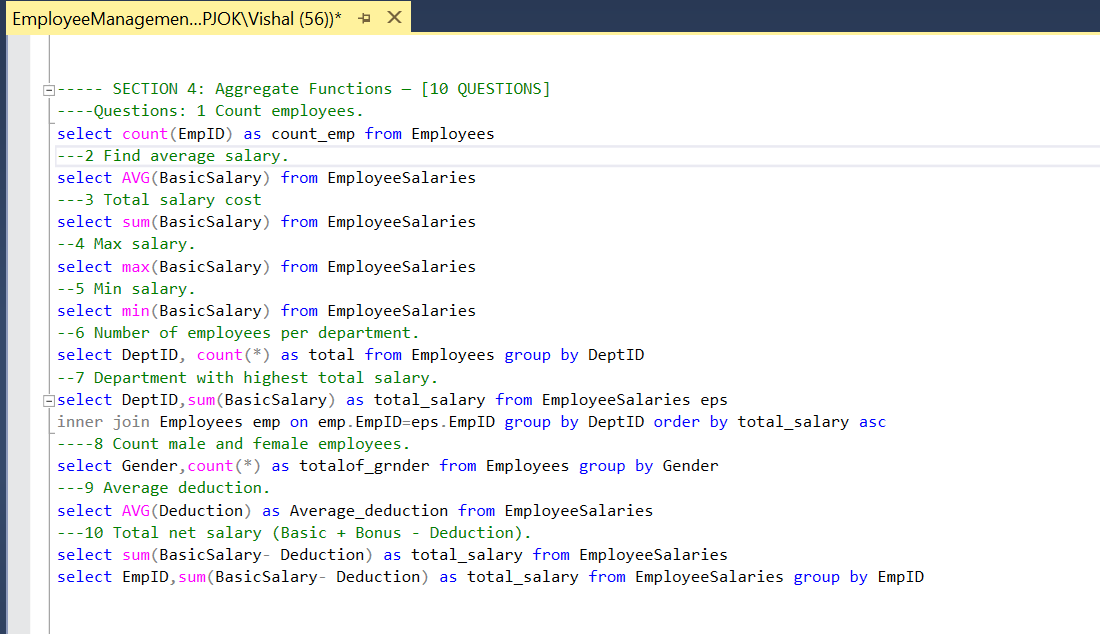 EmployeeManagemen...PJOK\Vishal (56))*
----- SECTION 4: Aggregate Functions – [10 QUESTIONS]
----Questions: 1 Count employees.
select count(EmpID) as count_emp from Employees
---2 Find average salary.
select AVG(BasicSalary) from EmployeeSalaries
---3 Total salary cost
select sum(BasicSalary) from EmployeeSalaries
--4 Max salary.
select max(BasicSalary) from EmployeeSalaries
--5 Min salary.
select min(BasicSalary) from EmployeeSalaries
--6 Number of employees per department.
select DeptID, count(*) as total from Employees group by DeptID
--7 Department with highest total salary.
select DeptID,sum(BasicSalary) as total_salary from EmployeeSalaries eps
inner join Employees emp on emp.EmpID=eps.EmpID group by DeptID order by total_salary asc
----8 Count male and female employees.
select Gender,count(*) as totalof_grnder from Employees group by Gender
---9 Average deduction.
select AVG(Deduction) as Average_deduction from EmployeeSalaries
---10 Total net salary (Basic + Bonus - Deduction).
select sum(BasicSalary- Deduction) as total_salary from EmployeeSalaries
select EmpID,sum(BasicSalary- Deduction) as total_salary from EmployeeSalaries group by EmpID